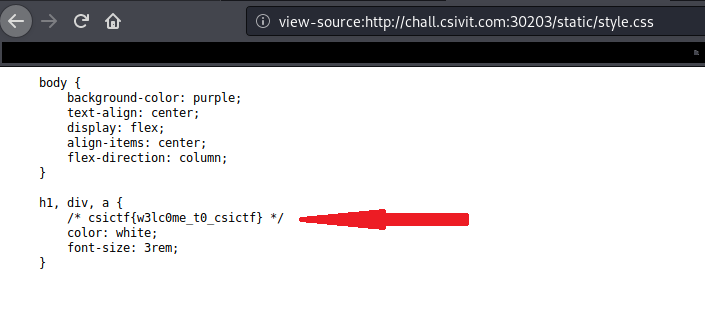 view-source:http://chall.csivit.com:30203/static/style.css
body {
background-color: purple;
text-align: center;
display: flex;
align-items: center;
flex-direction: column;
}
h1, div, a {
/* csictf{w3lc0me_t0_csictf} */
color: white;
font-size: 3rem;
}